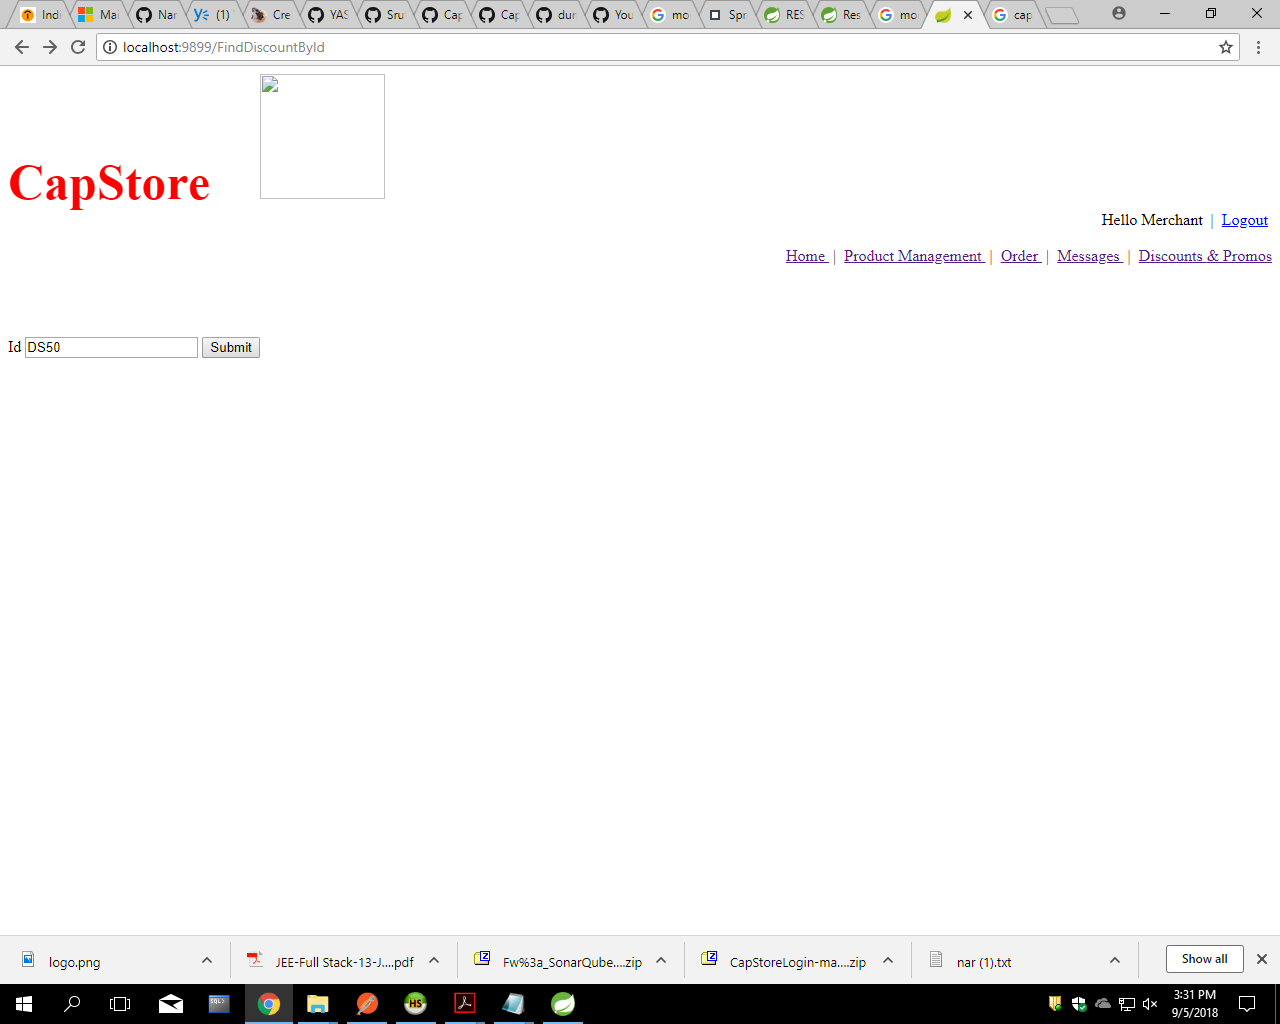 Indi
Mar
Nar
(1)
Cre
YAS
Sru
Cap
Cap
dur
You
mo
Spr
RES
Res
mo
cap
localhost:9899/FindDiscountById
CapStore
Hello Merchant | Logout
Home | Product Management | Order | Messages | Discounts & Promos
Id DS50 Submit
logo.png
JEE-Full Stack-13-J....pdf
Fw%3a_SonarQube....zip
CapStoreLogin-ma....zip
nar (1).txt
Show all
SQL>
HS
3:31 PM
9/5/2018